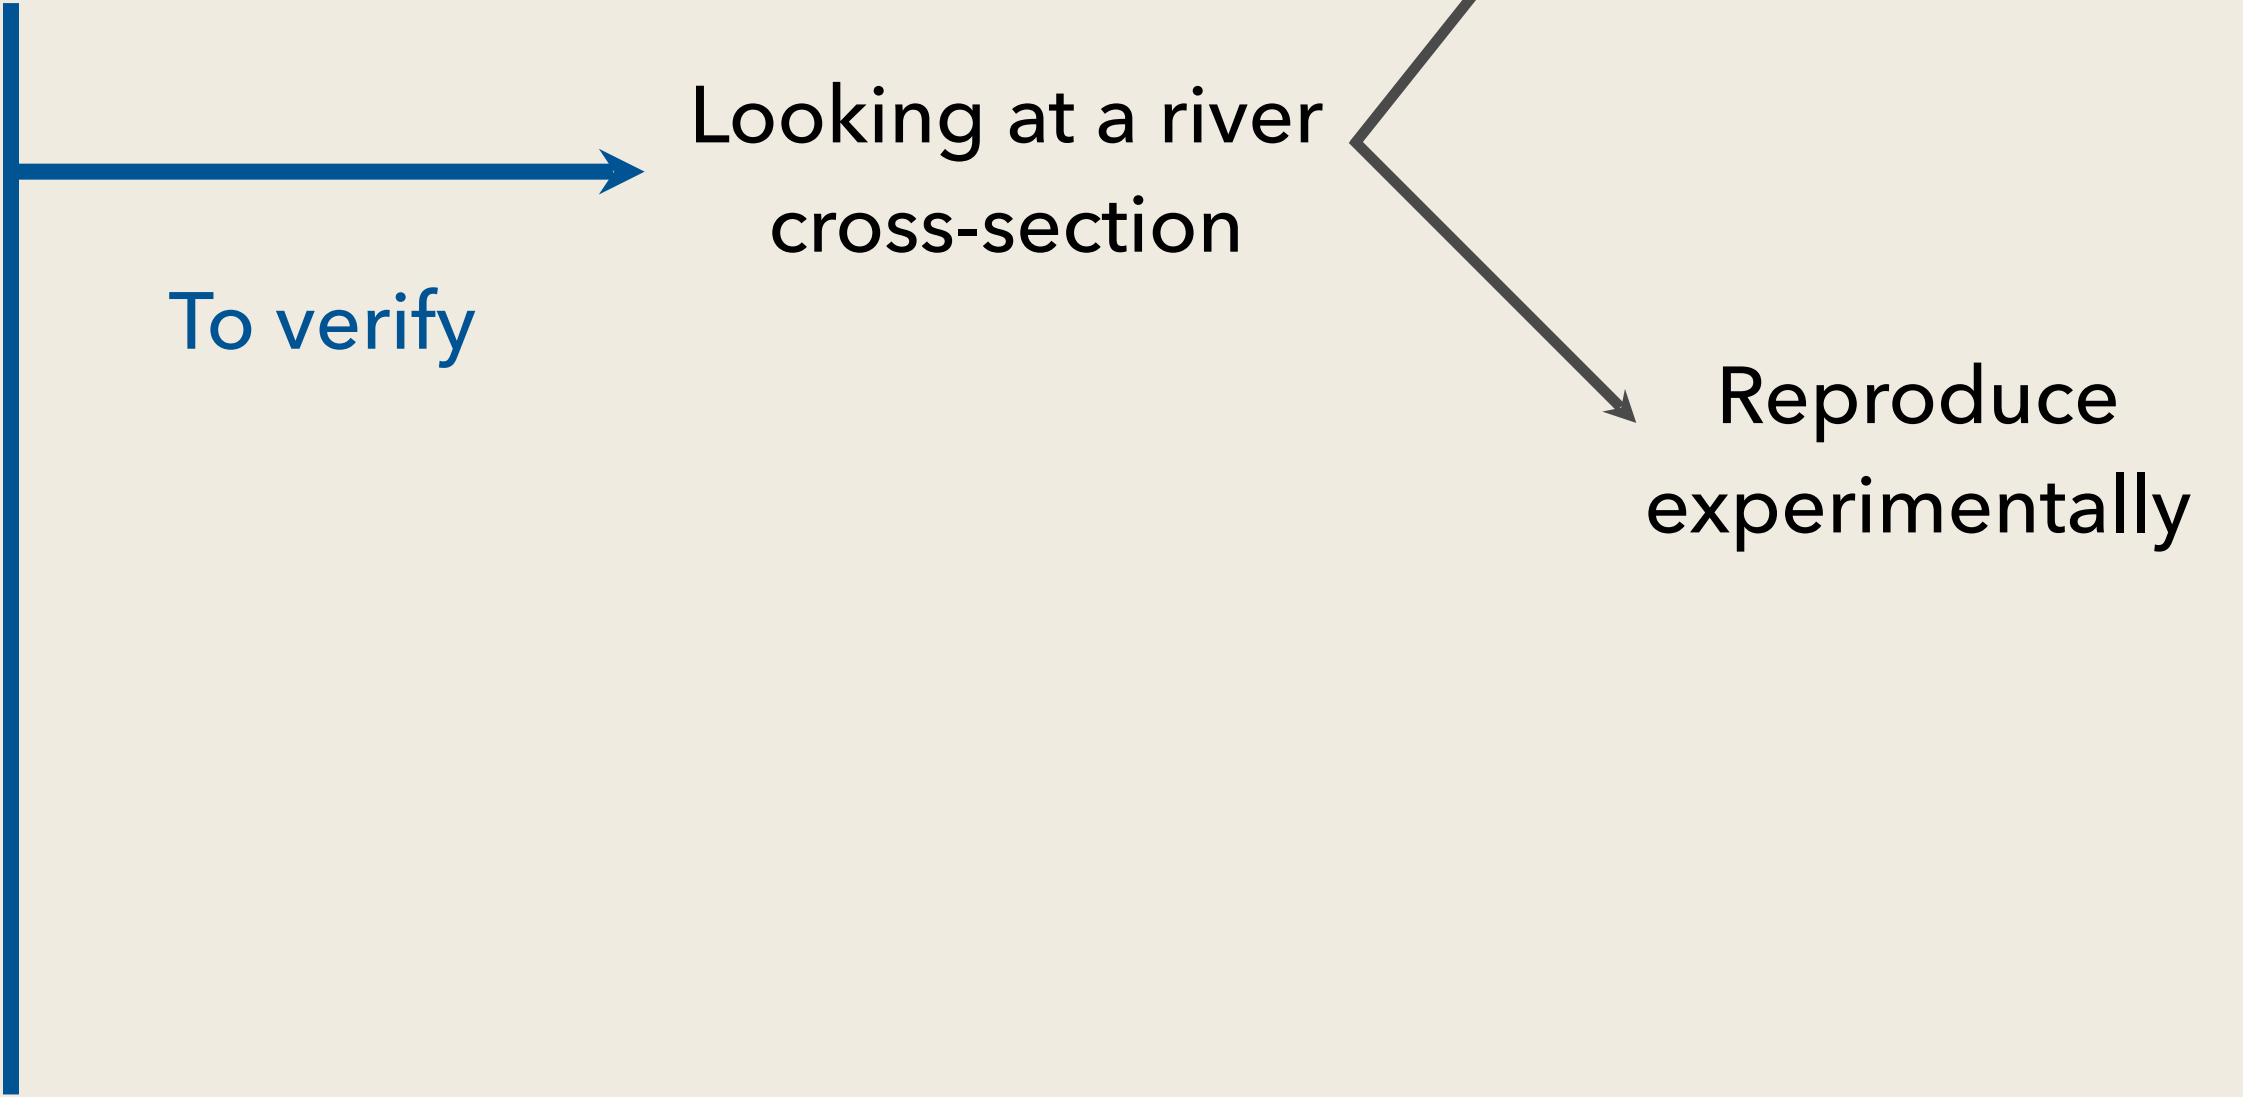 Looking at a river
cross-section
To verify
Reproduce
experimentally